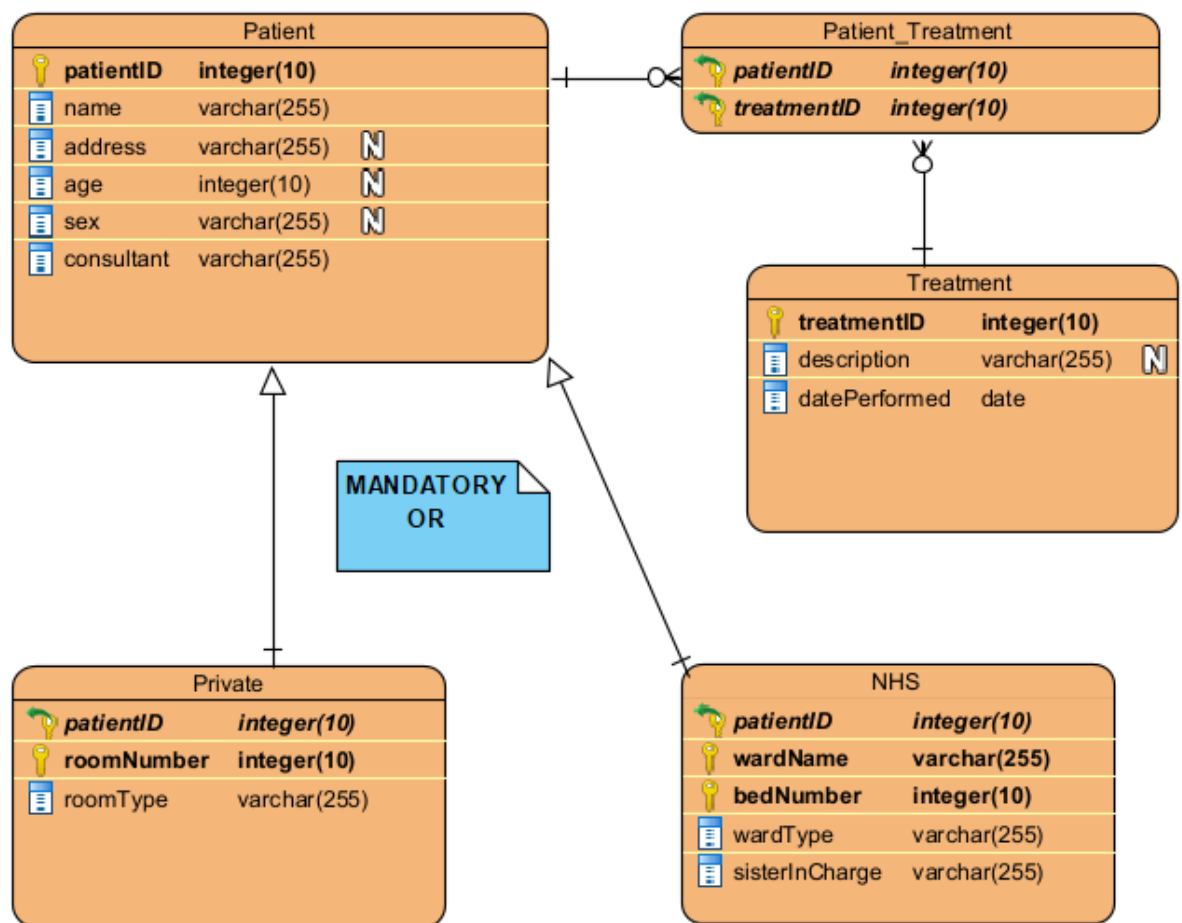 Patient
patientID integer(10)
name varchar(255)
address varchar(255) N
age integer(10) N
sex varchar(255) N
consultant varchar(255)
Patient_Treatment
patientID integer(10)
treatmentID integer(10)
Treatment
treatmentID integer(10)
description varchar(255) N
datePerformed date
MANDATORY
OR
Private
patientID integer(10)
roomNumber integer(10)
roomType varchar(255)
NHS
patientID integer(10)
wardName varchar(255)
bedNumber integer(10)
wardType varchar(255)
sisterInCharge varchar(255)